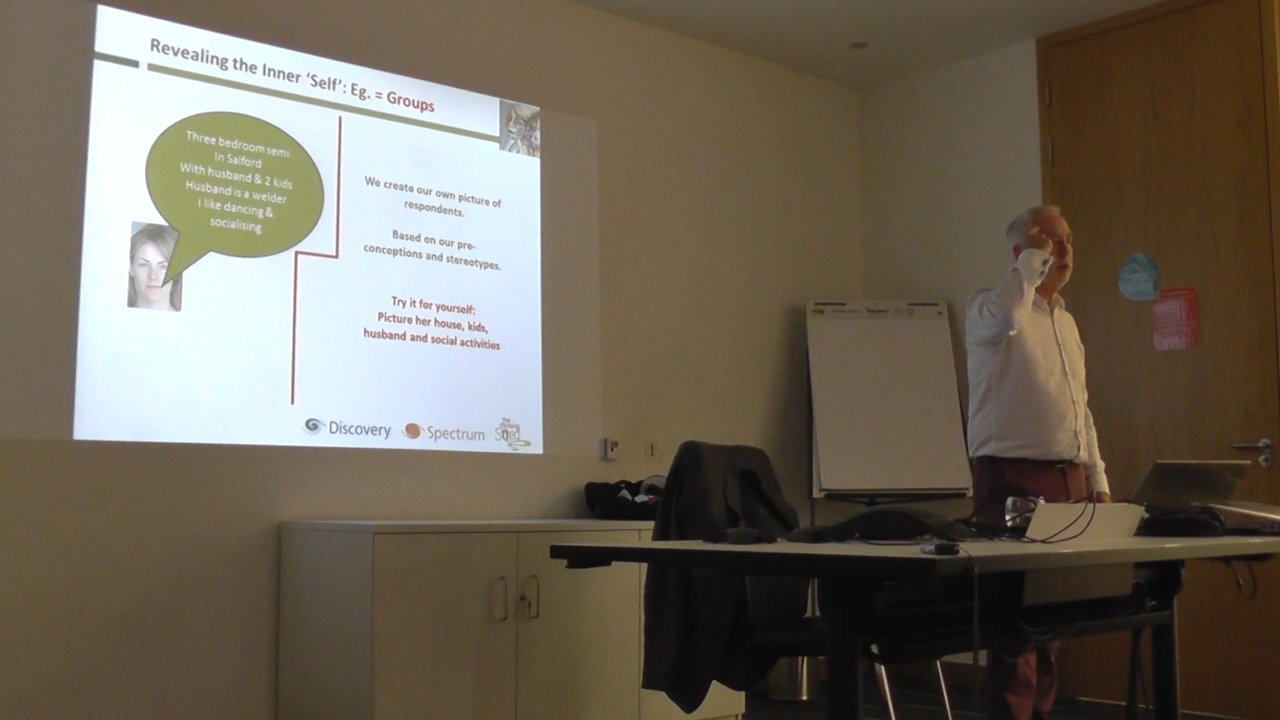 Revealing the Inner ‘Self’: Eg. = Groups
Three bedroom semi
In Salford
With husband & 2 kids
Husband is a welder
I like dancing &
socialising
We create our own picture of
respondents.
Based on our pre-
conceptions and stereotypes.
Try it for yourself:
Picture her house, kids,
husband and social activities
Discovery
Spectrum